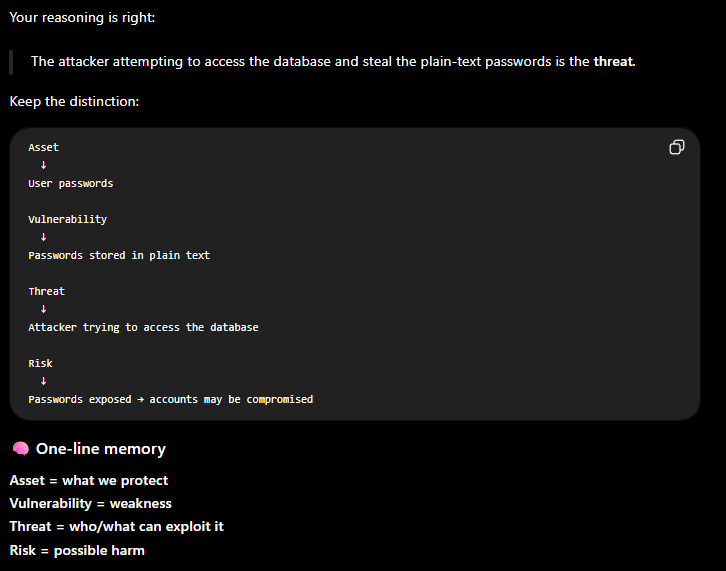 Your reasoning is right:
The attacker attempting to access the database and steal the plain-text passwords is the threat.
Keep the distinction:
Asset
↓
User passwords
Vulnerability
↓
Passwords stored in plain text
Threat
↓
Attacker trying to access the database
Risk
↓
Passwords exposed → accounts may be compromised
🧠 One-line memory
Asset = what we protect
Vulnerability = weakness
Threat = who/what can exploit it
Risk = possible harm